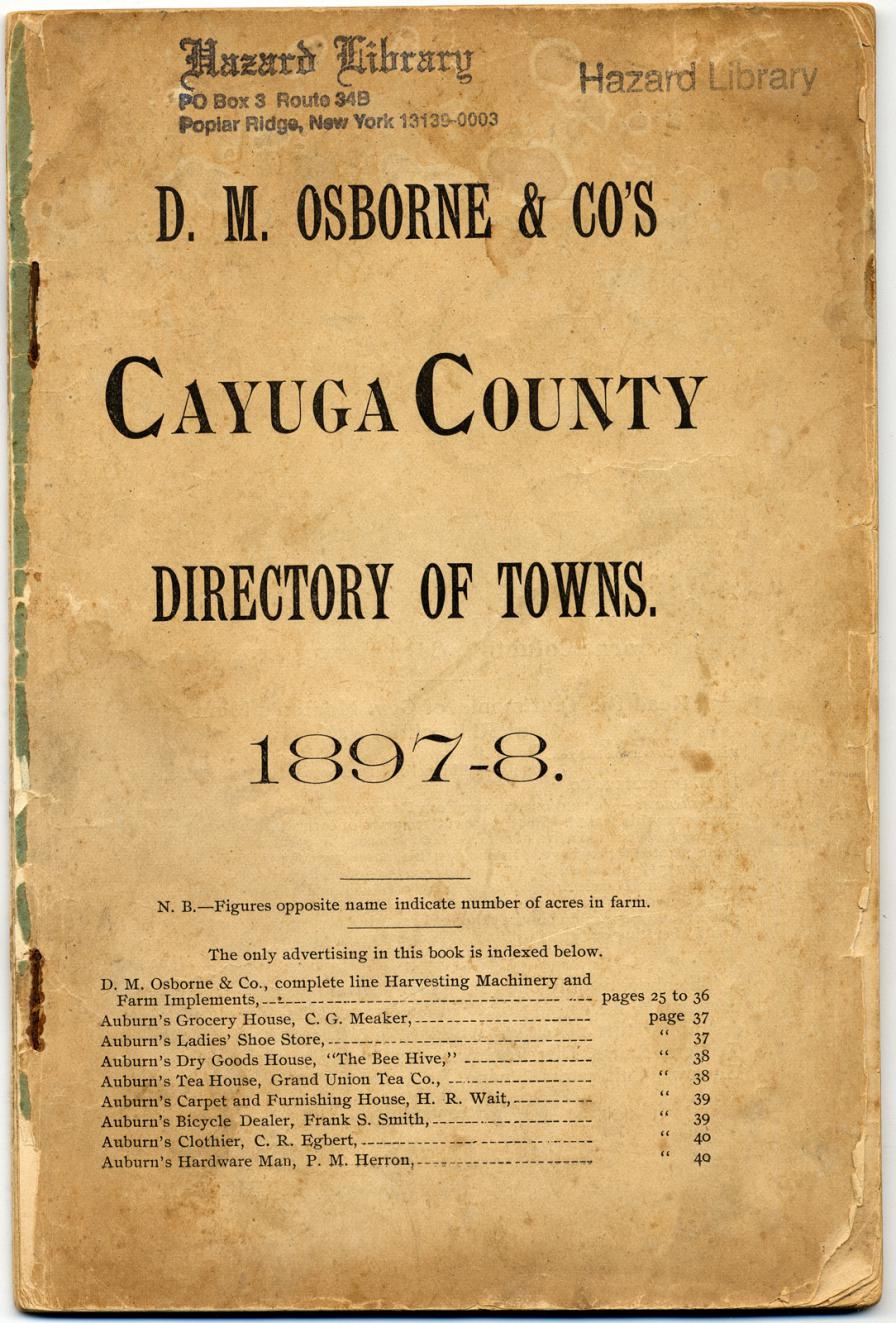 Hazard Library
PO Box 3 Route 34B
Poplar Ridge, New York 13139-0003
Hazard Library
D. M. OSBORNE & CO'S
CAYUGA COUNTY
DIRECTORY OF TOWNS.
1897-8.
N. B.—Figures opposite name indicate number of acres in farm.
The only advertising in this book is indexed below.
D. M. Osborne & Co., complete line Harvesting Machinery and
Farm Implements, pages 25 to 36
Auburn's Grocery House, C. G. Meaker, page 37
Auburn's Ladies' Shoe Store, " 37
Auburn's Dry Goods House, "The Bee Hive," " 38
Auburn's Tea House, Grand Union Tea Co., " 38
Auburn's Carpet and Furnishing House, H. R. Wait, " 39
Auburn's Bicycle Dealer, Frank S. Smith, " 39
Auburn's Clothier, C. R. Egbert, " 40
Auburn's Hardware Man, P. M. Herron, " 40